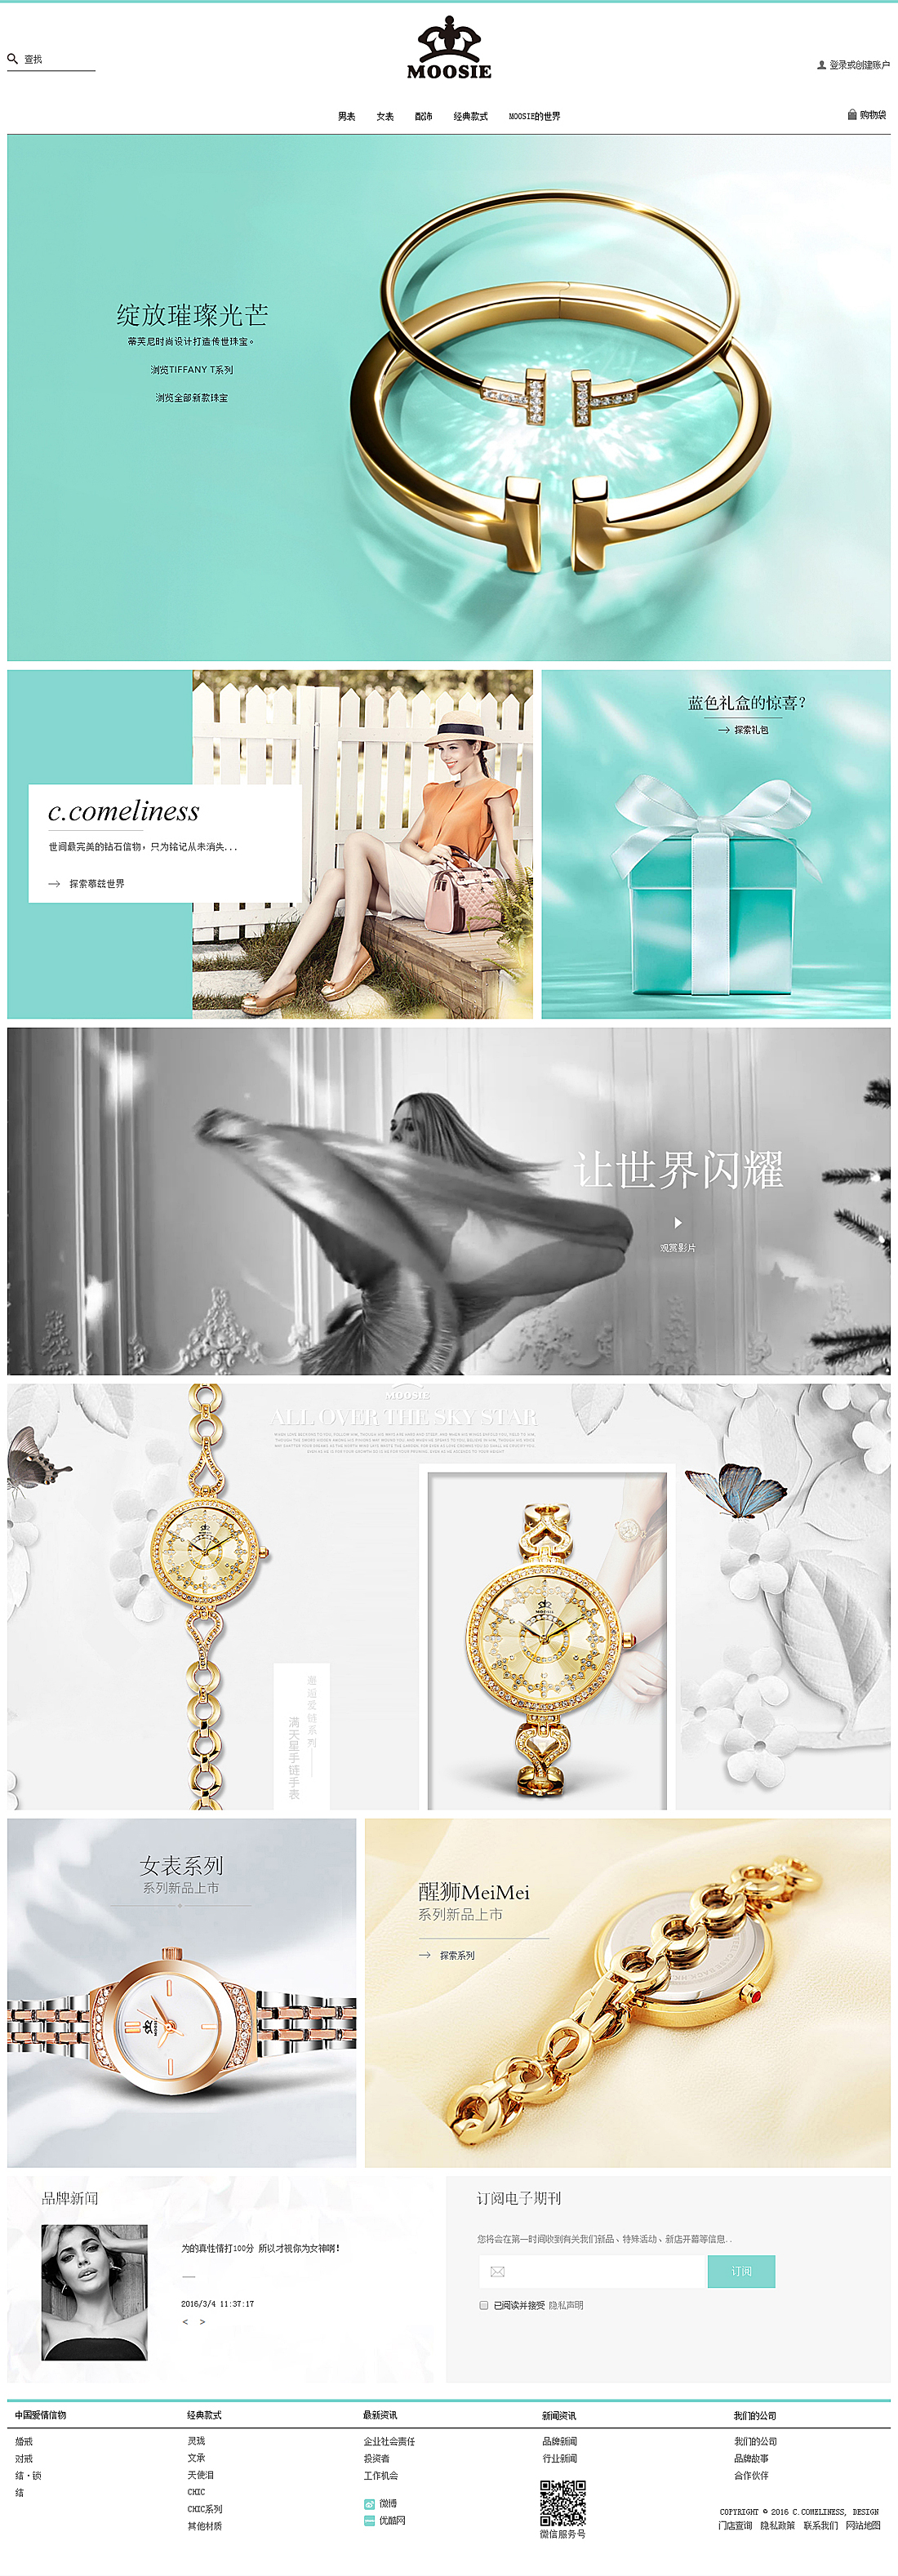 查找
MOOSIE
登录或创建账户
男表 女表 配饰 经典款式 MOOSIE的世界
购物袋
绽放璀璨光芒
蒂芙尼时尚设计打造传世珠宝。
浏览TIFFANY T系列
浏览全部新款珠宝
c.comeliness
世间最完美的钻石信物，只为铭记从未消失...
探索慕兹世界
蓝色礼盒的惊喜?
探索礼包
让世界闪耀
观赏影片
MOOSIE
ALL OVER THE SKY STAR
邂逅爱链系列
满天星手链手表
女表系列
系列新品上市
醒狮MeiMei
系列新品上市
探索系列
品牌新闻
为的真性情打100分 所以才视你为女神啊!
2016/3/4 11:37:17
< >
订阅电子期刊
您将会在第一时间收到有关我们新品、特殊活动、新店开幕等信息..
订阅
已阅读并接受 隐私声明
中国爱情信物
婚戒
对戒
结·锁
结
经典款式
灵珑
文承
天使泪
CHIC
CHIC系列
其他材质
最新资讯
企业社会责任
投资者
工作机会
微博
优酷网
新闻资讯
品牌新闻
行业新闻
微信服务号
我们的公司
我们的公司
品牌故事
合作伙伴
COPYRIGHT © 2016 C.COMELINESS, DESIGN
门店查询 隐私政策 联系我们 网站地图